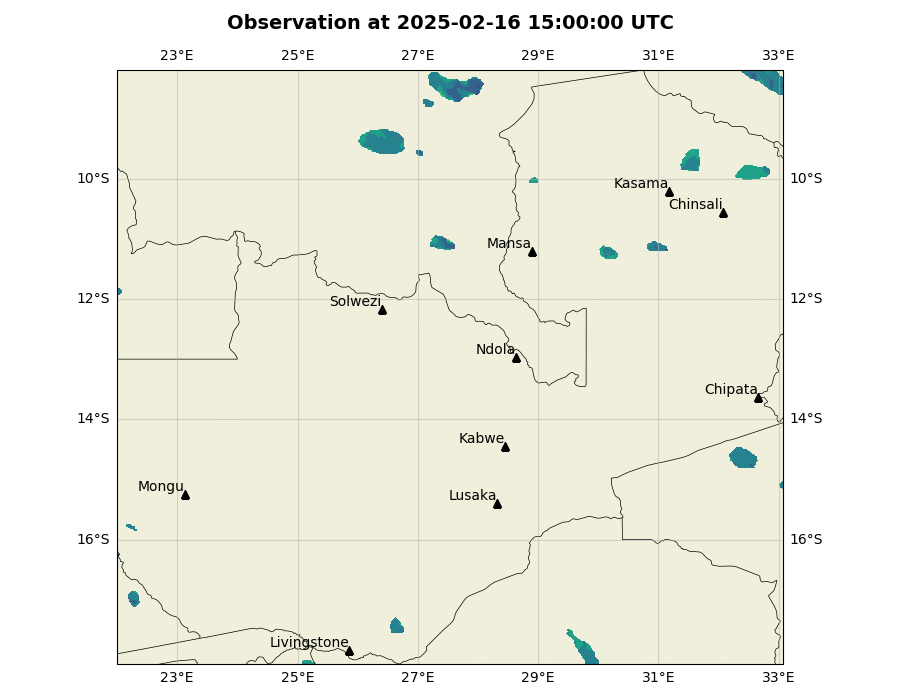 Observation at 2025-02-16 15:00:00 UTC
23°E 25°E 27°E 29°E 31°E 33°E
10°S 10°S
Kasama
Chinsali
Mansa
12°S 12°S
Solwezi
Ndola
Chipata
14°S 14°S
Kabwe
Mongu
Lusaka
16°S 16°S
Livingstone
23°E 25°E 27°E 29°E 31°E 33°E